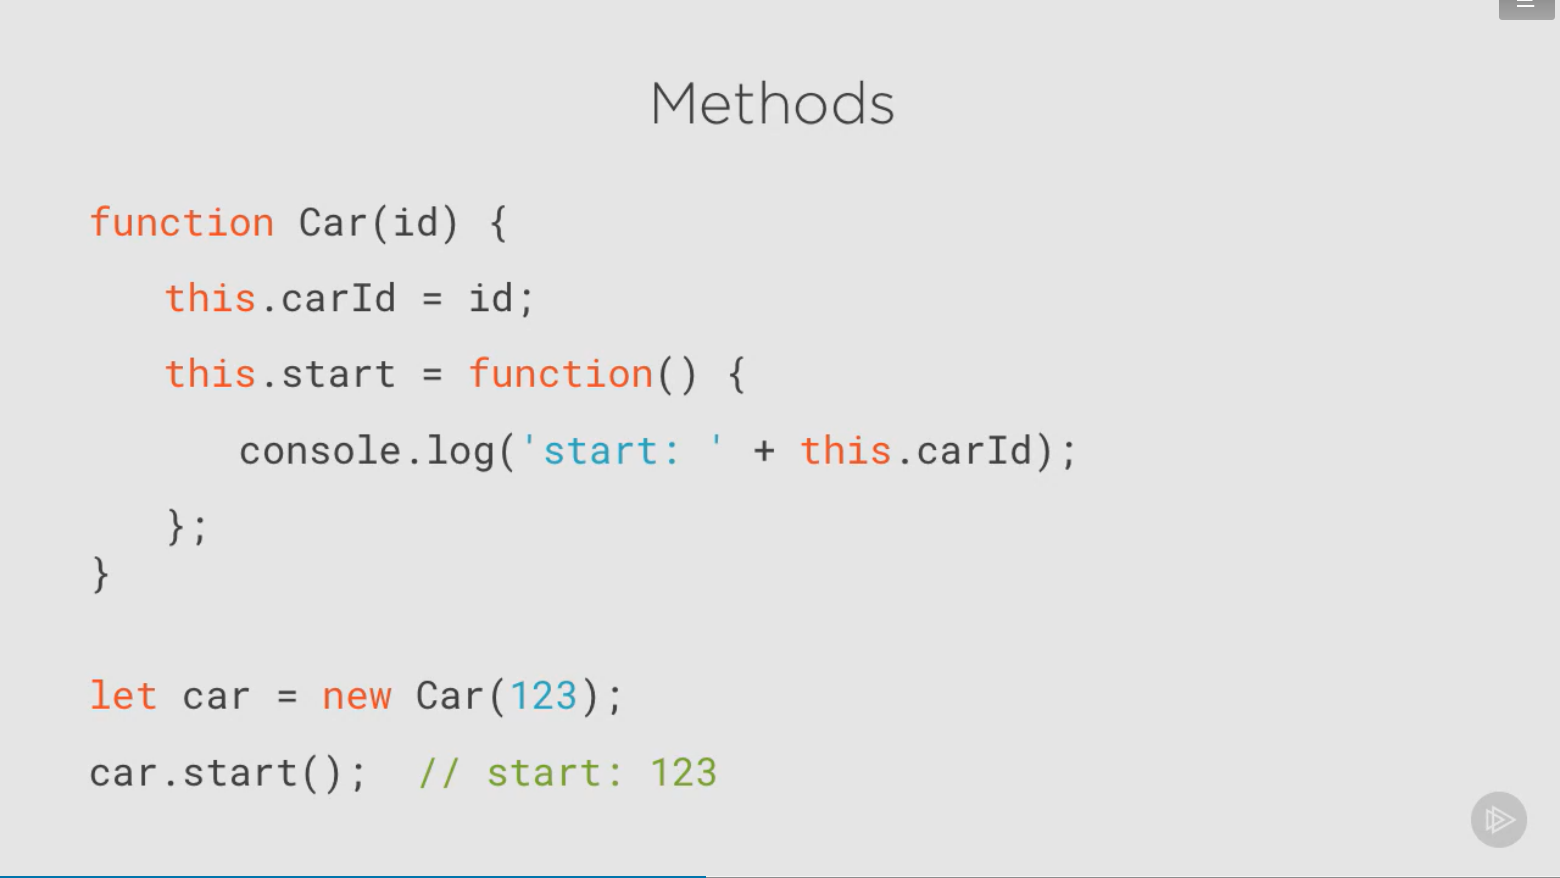 Methods
function Car(id) {
this.carId = id;
this.start = function() {
console.log('start: ' + this.carId);
};
}
let car = new Car(123);
car.start();  // start: 123